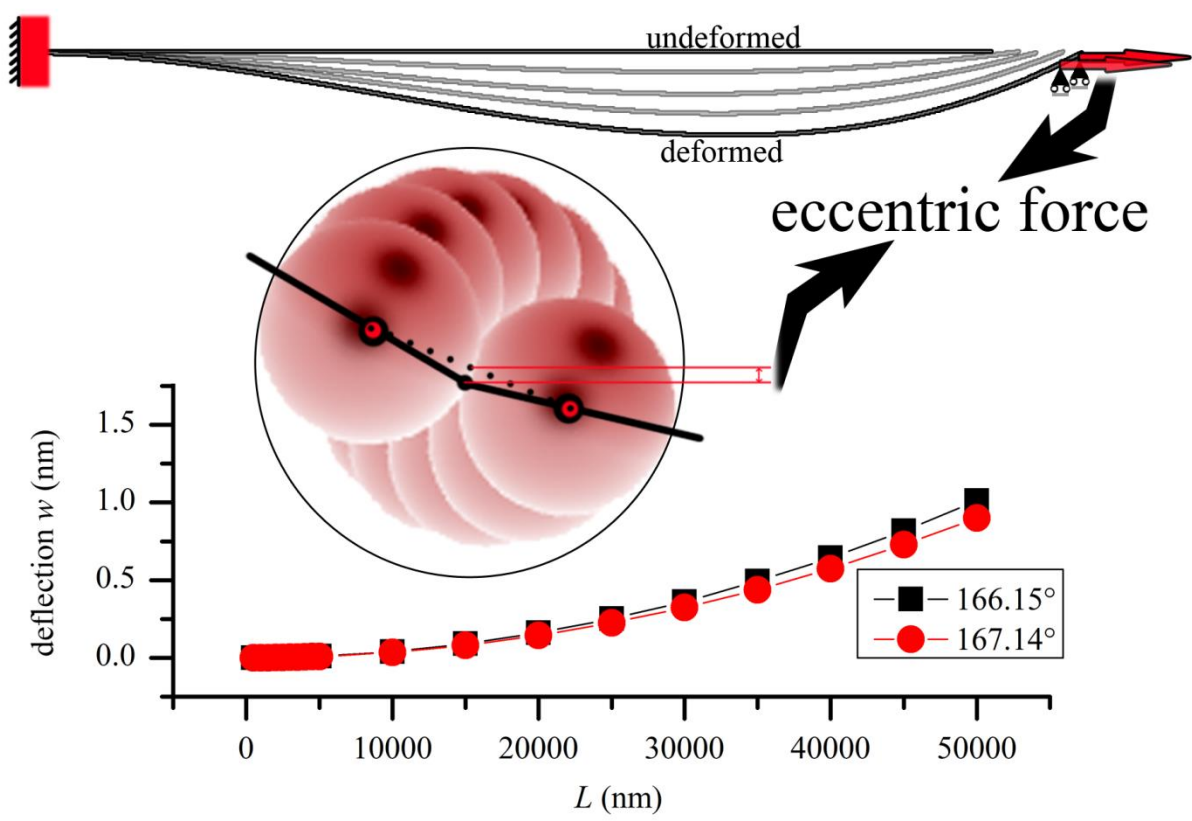 undeformed
deformed
eccentric force
deflection w (nm)
1.5
1.0
0.5
0.0
166.15°
167.14°
0
10000
20000
30000
40000
50000
L (nm)